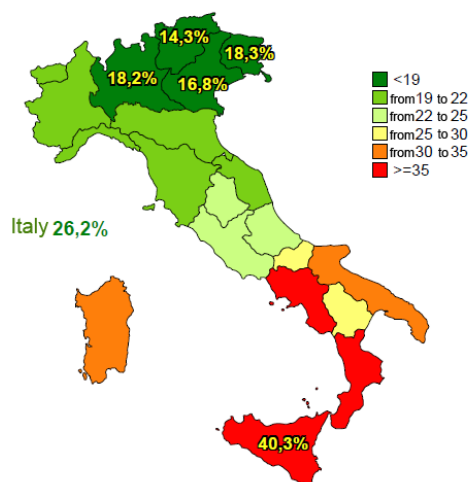 14,3%
18,3%
18,2%
16,8%
<19
from19 to 22
from22 to 25
from25 to 30
from30 to 35
>=35
Italy 26,2%
40,3%